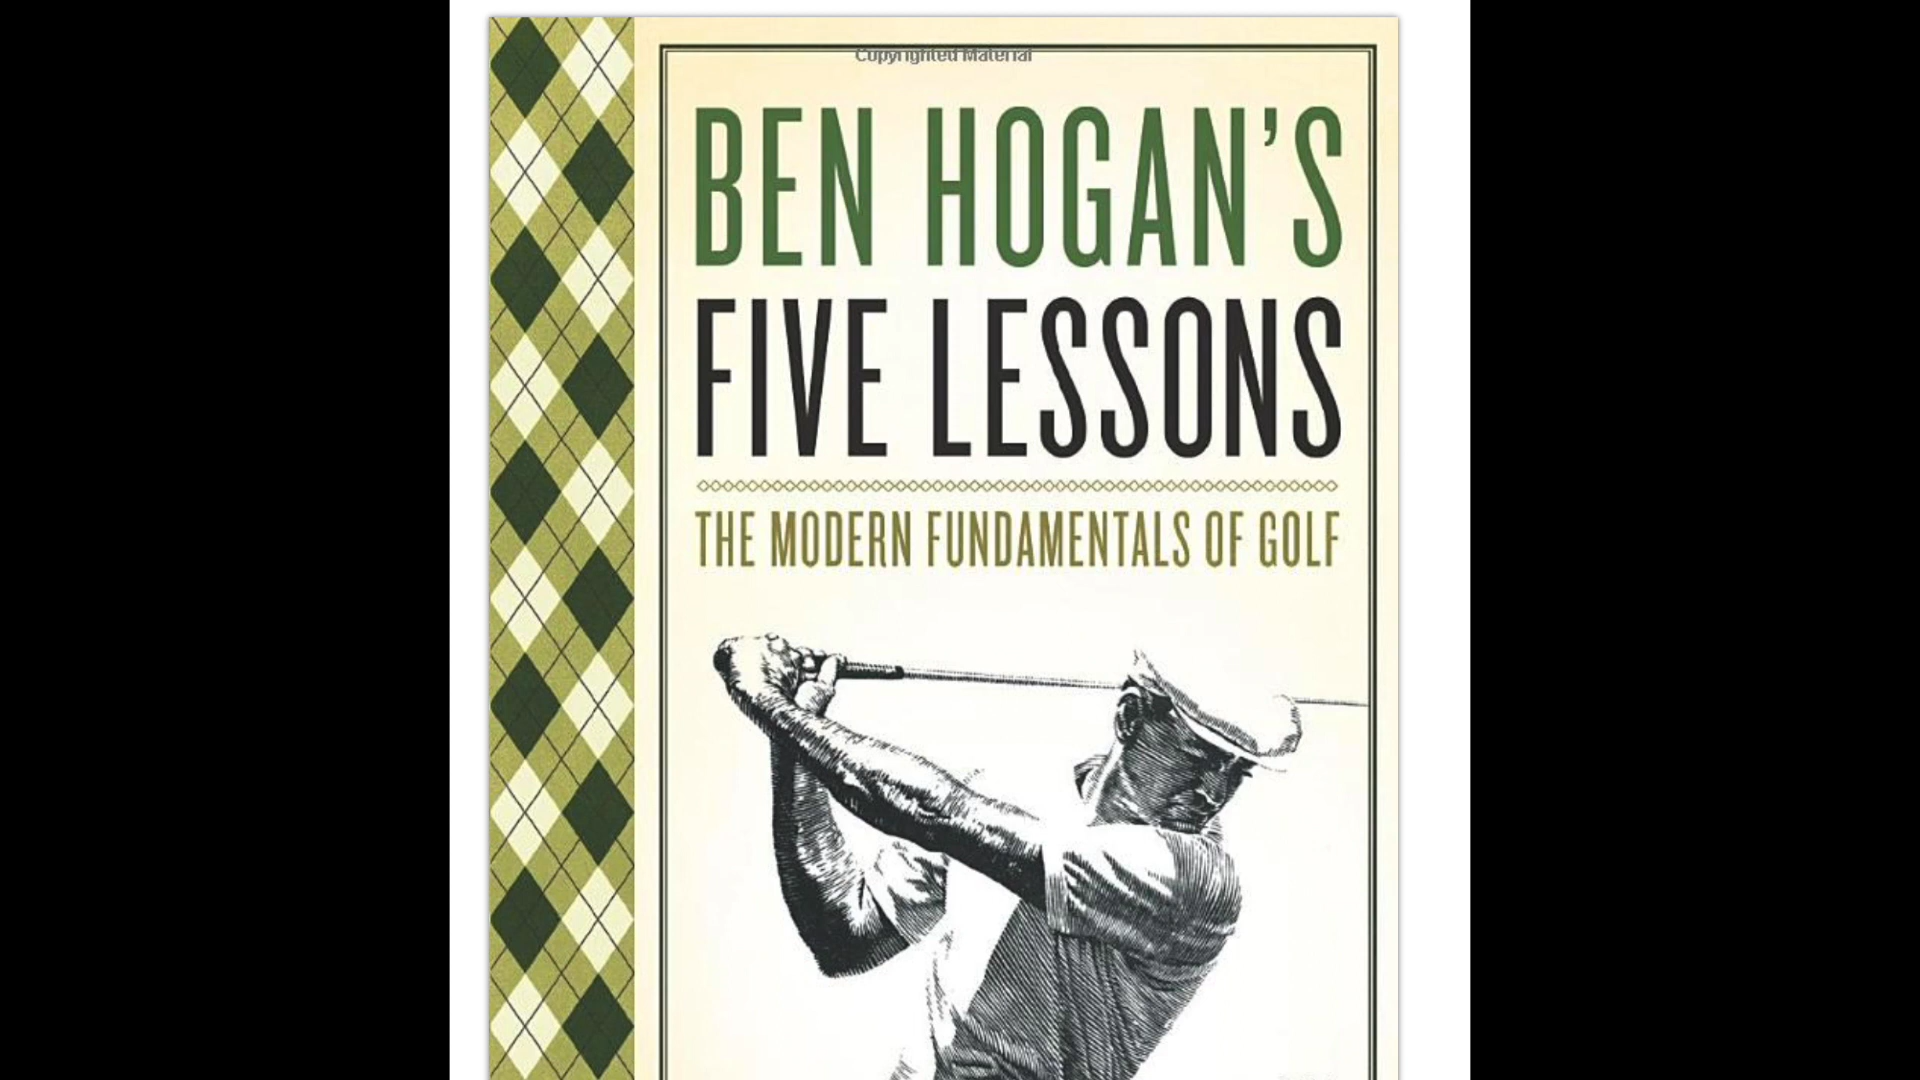 Copyrighted Material
BEN HOGAN'S
FIVE LESSONS
THE MODERN FUNDAMENTALS OF GOLF